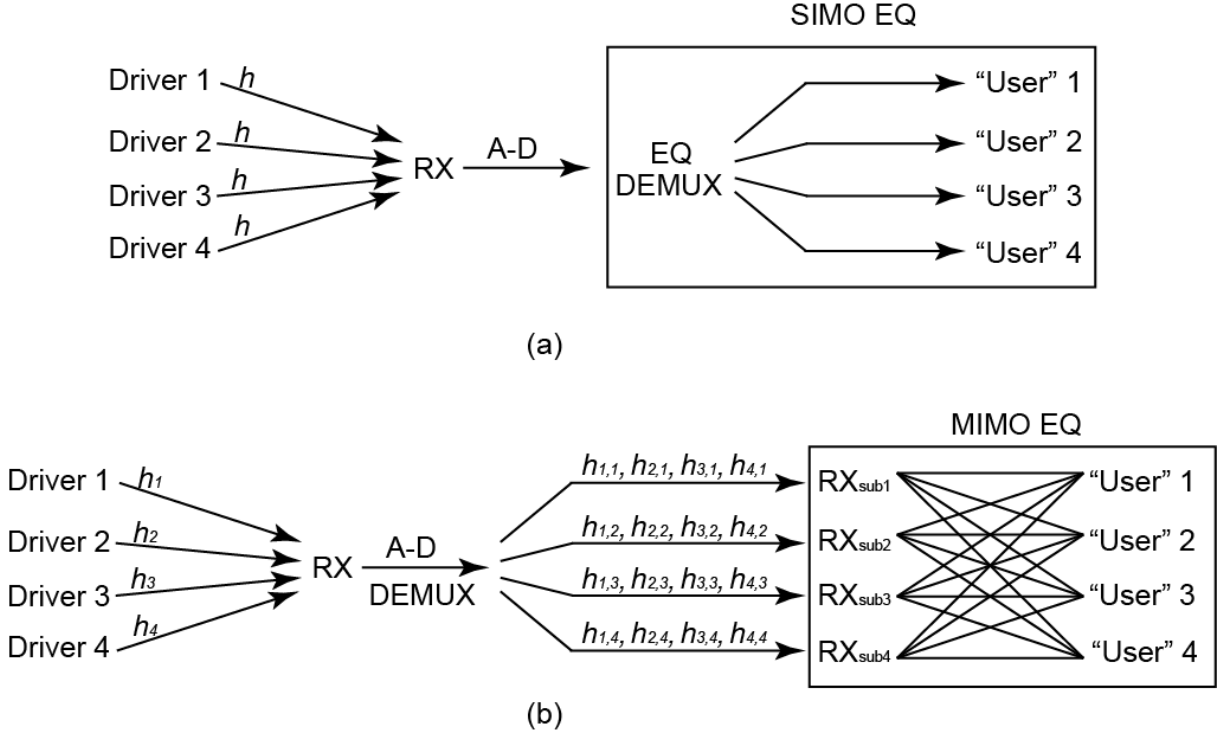 SIMO EQ
Driver 1 h
Driver 2 h
Driver 3 h
Driver 4 h
RX
A-D
EQ
DEMUX
“User” 1
“User” 2
“User” 3
“User” 4
(a)
MIMO EQ
Driver 1 h1
Driver 2 h2
Driver 3 h3
Driver 4 h4
RX
A-D
DEMUX
h1,1, h2,1, h3,1, h4,1
h1,2, h2,2, h3,2, h4,2
h1,3, h2,3, h3,3, h4,3
h1,4, h2,4, h3,4, h4,4
RXsub1
RXsub2
RXsub3
RXsub4
“User” 1
“User” 2
“User” 3
“User” 4
(b)